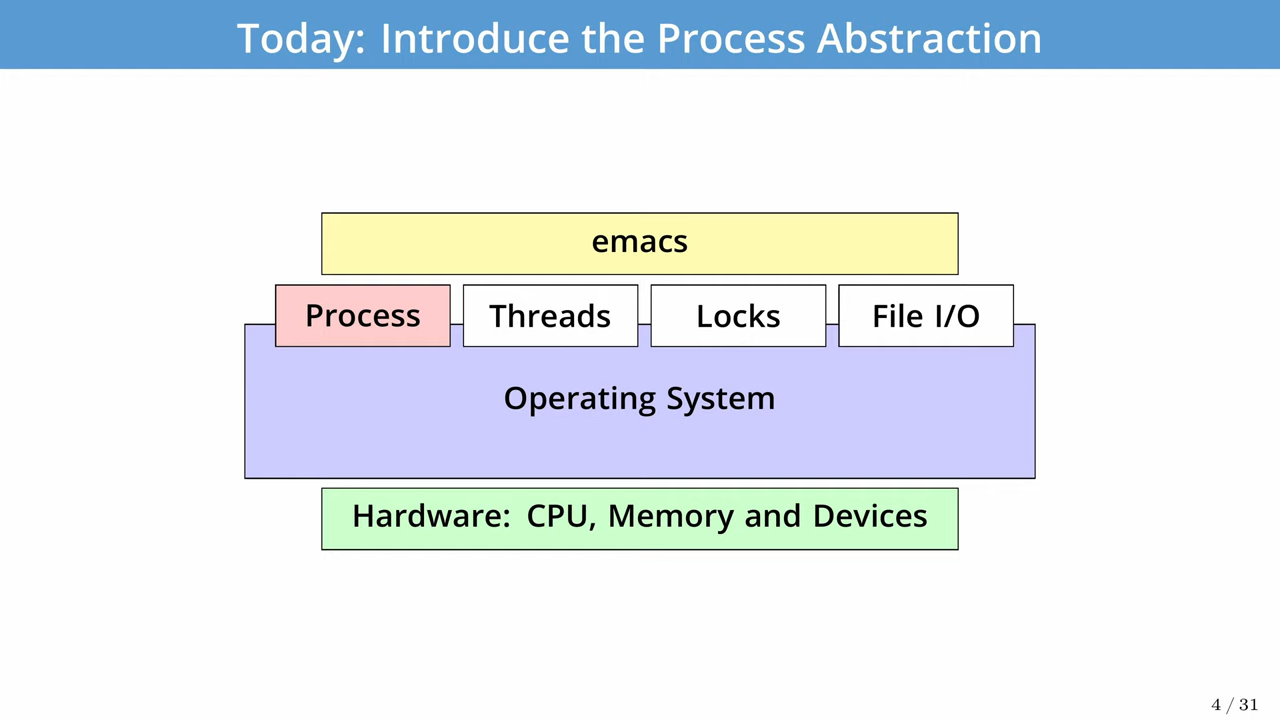 Today: Introduce the Process Abstraction
emacs
Process
Threads
Locks
File I/O
Operating System
Hardware: CPU, Memory and Devices
4 / 31